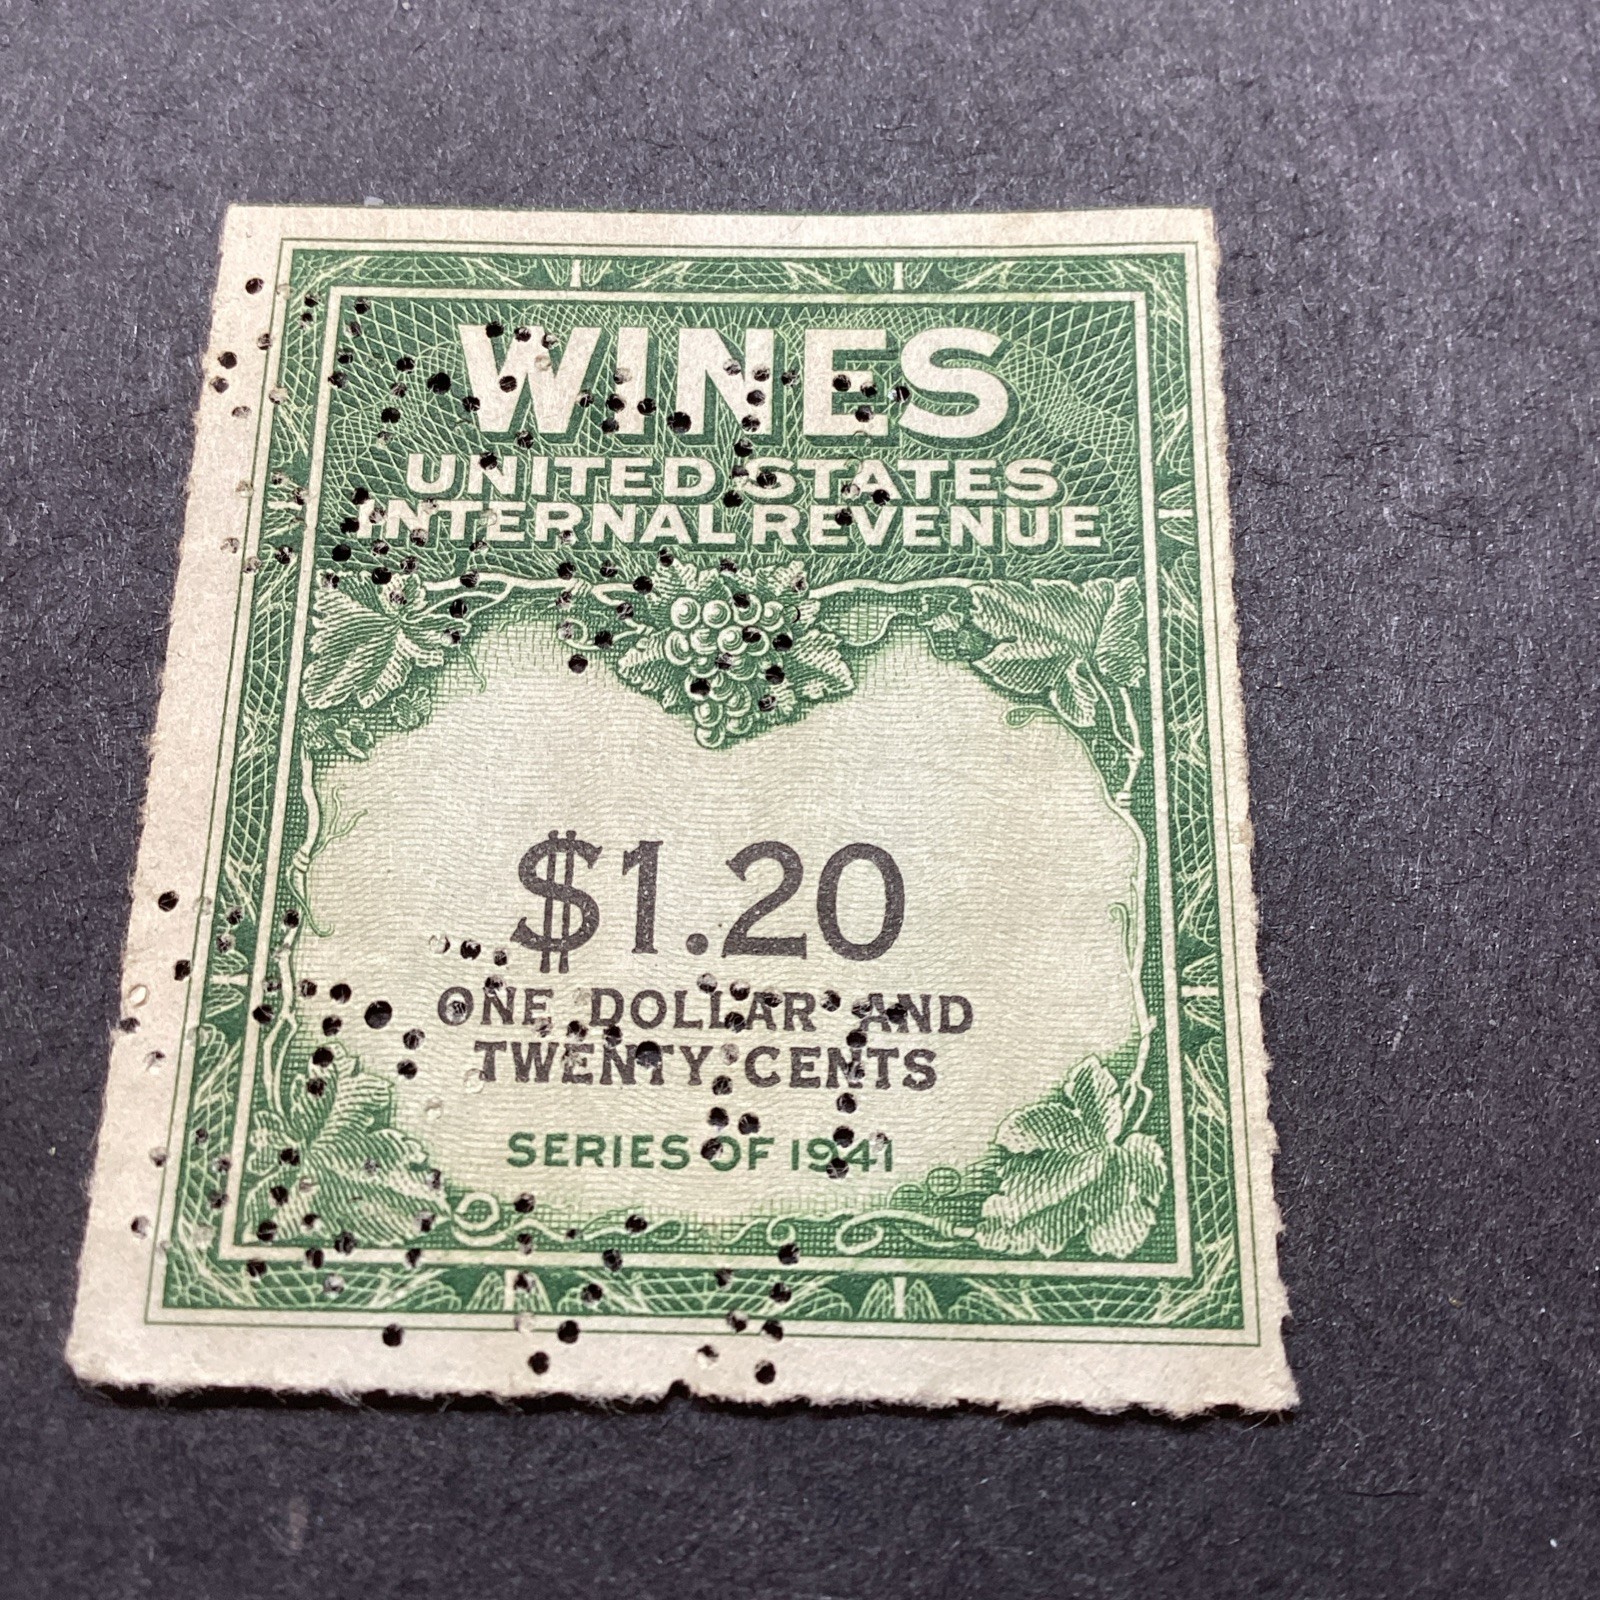 WINES
UNITED STATES
INTERNAL REVENUE
$1.20
ONE DOLLAR AND
TWENTY CENTS
SERIES OF 1941